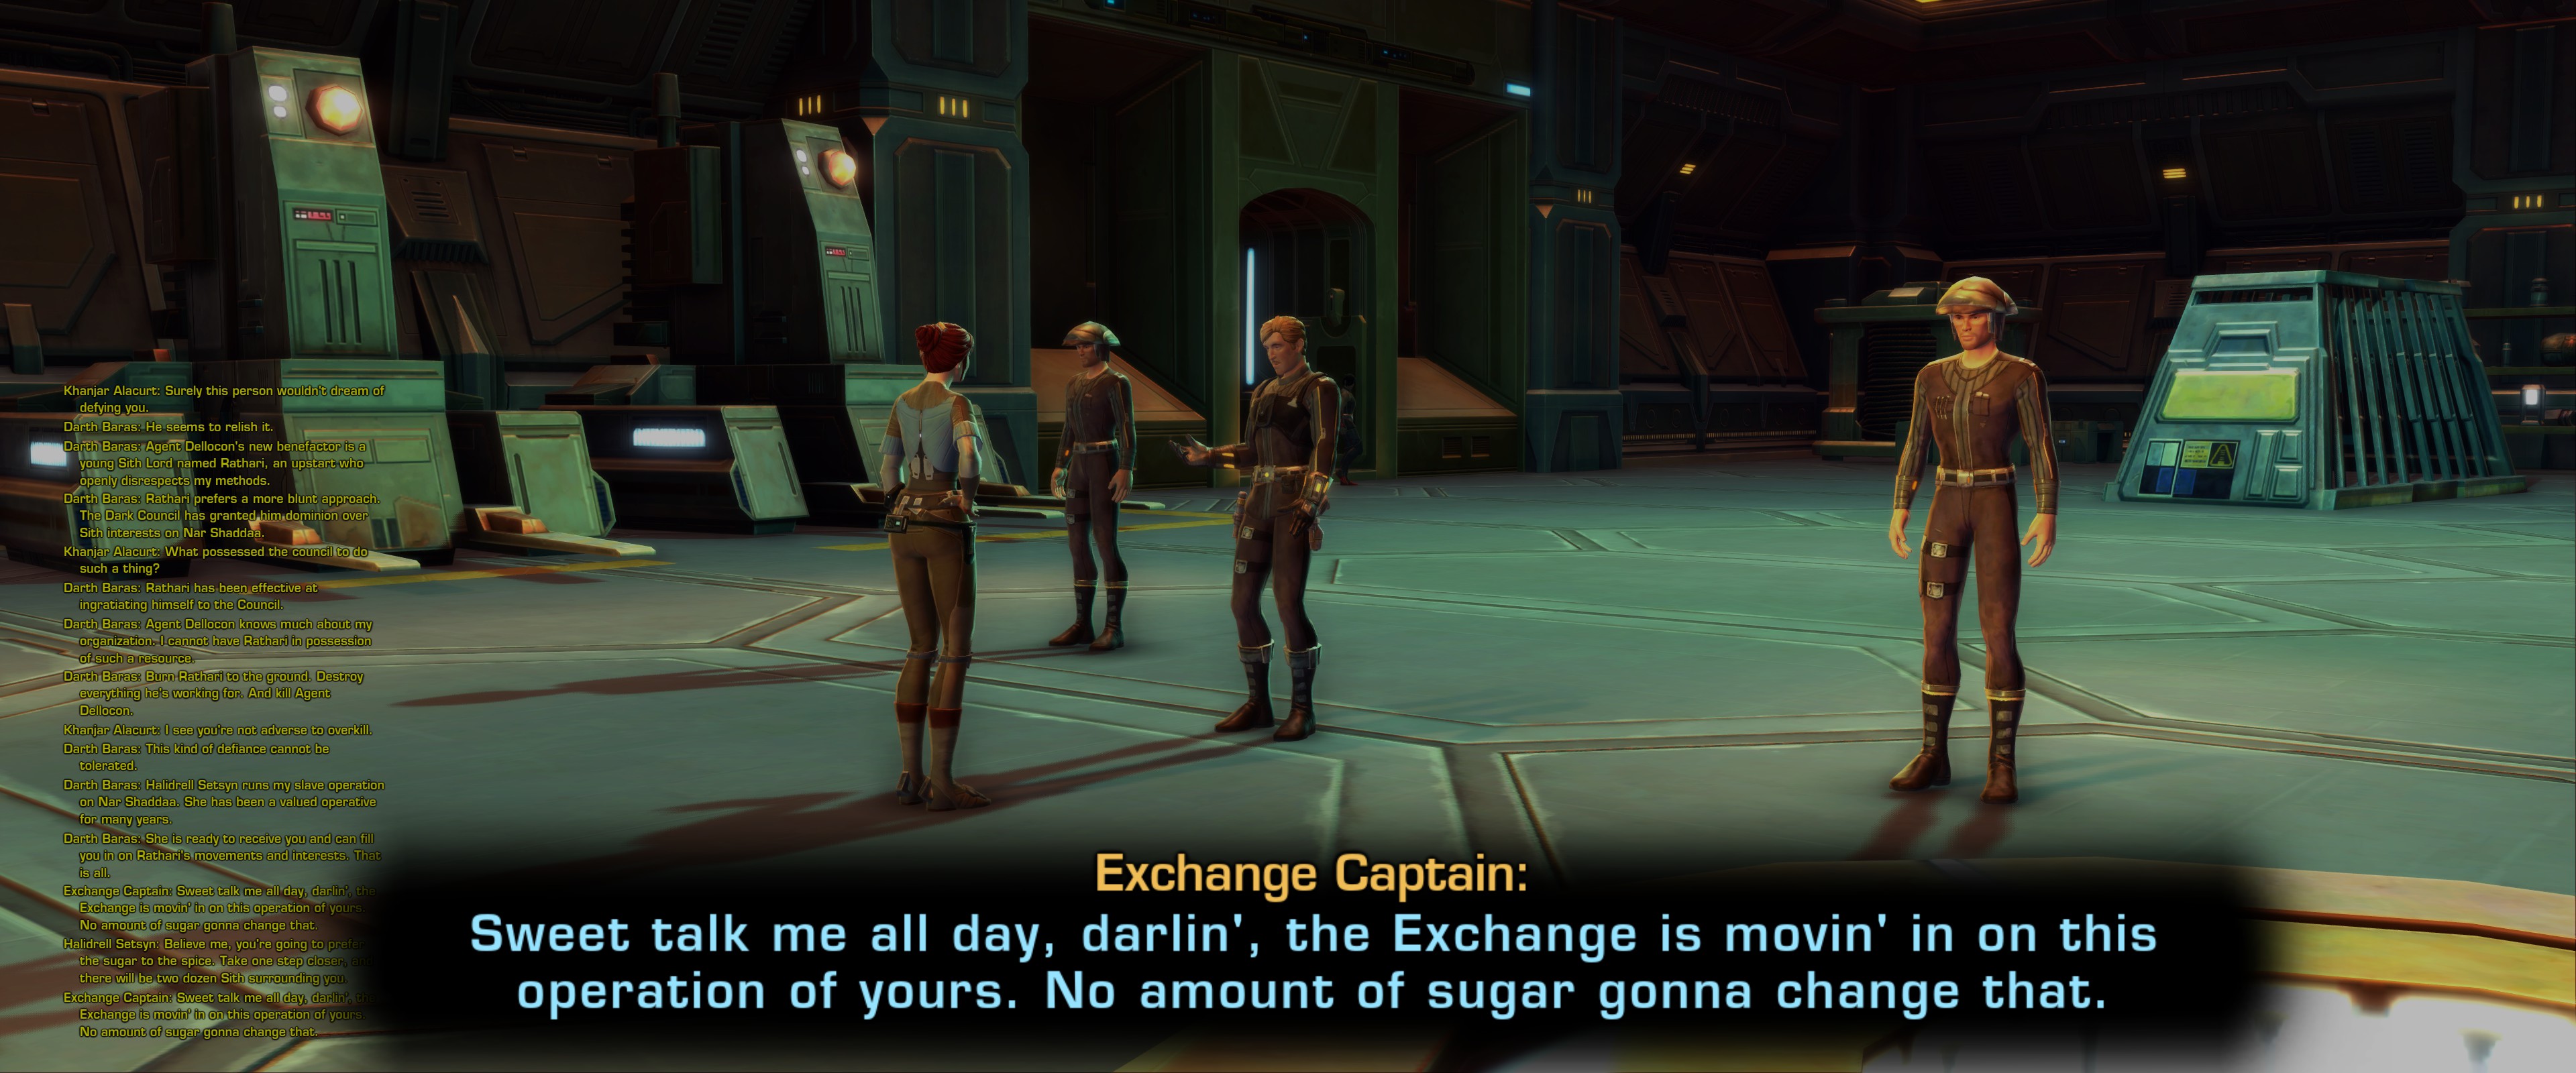 Khanjar Alacurt: Surely this person wouldn't dream of
defying you.
Darth Baras: He seems to relish it.
Darth Baras: Agent Dellocon's new benefactor is a
young Sith Lord named Rathari, an upstart who
openly disrespects my methods.
Darth Baras: Rathari prefers a more blunt approach.
The Dark Council has granted him dominion over
Sith interests on Nar Shaddaa.
Khanjar Alacurt: What possessed the council to do
such a thing?
Darth Baras: Rathari has been effective at
ingratiating himself to the Council.
Darth Baras: Agent Dellocon knows much about my
organization. I cannot have Rathari in possession
of such a resource.
Darth Baras: Burn Rathari to the ground. Destroy
everything he's working for. And kill Agent
Dellocon.
Khanjar Alacurt: I see you're not adverse to overkill.
Darth Baras: This kind of defiance cannot be
tolerated.
Darth Baras: Halidrell Setsyn runs my slave operation
on Nar Shaddaa. She has been a valued operative
for many years.
Darth Baras: She is ready to receive you and can fill
you in on Rathari's movements and interests. That
is all.
Exchange Captain: Sweet talk me all day, darlin', the
Exchange is movin' in on this operation of yours.
No amount of sugar gonna change that.
Halidrell Setsyn: Believe me, you're going to prefer
the sugar to the spice. Take one step closer, and
there will be two dozen Sith surrounding you.
Exchange Captain: Sweet talk me all day, darlin', the
Exchange is movin' in on this operation of yours.
No amount of sugar gonna change that.
Exchange Captain:
Sweet talk me all day, darlin', the Exchange is movin' in on this
operation of yours. No amount of sugar gonna change that.